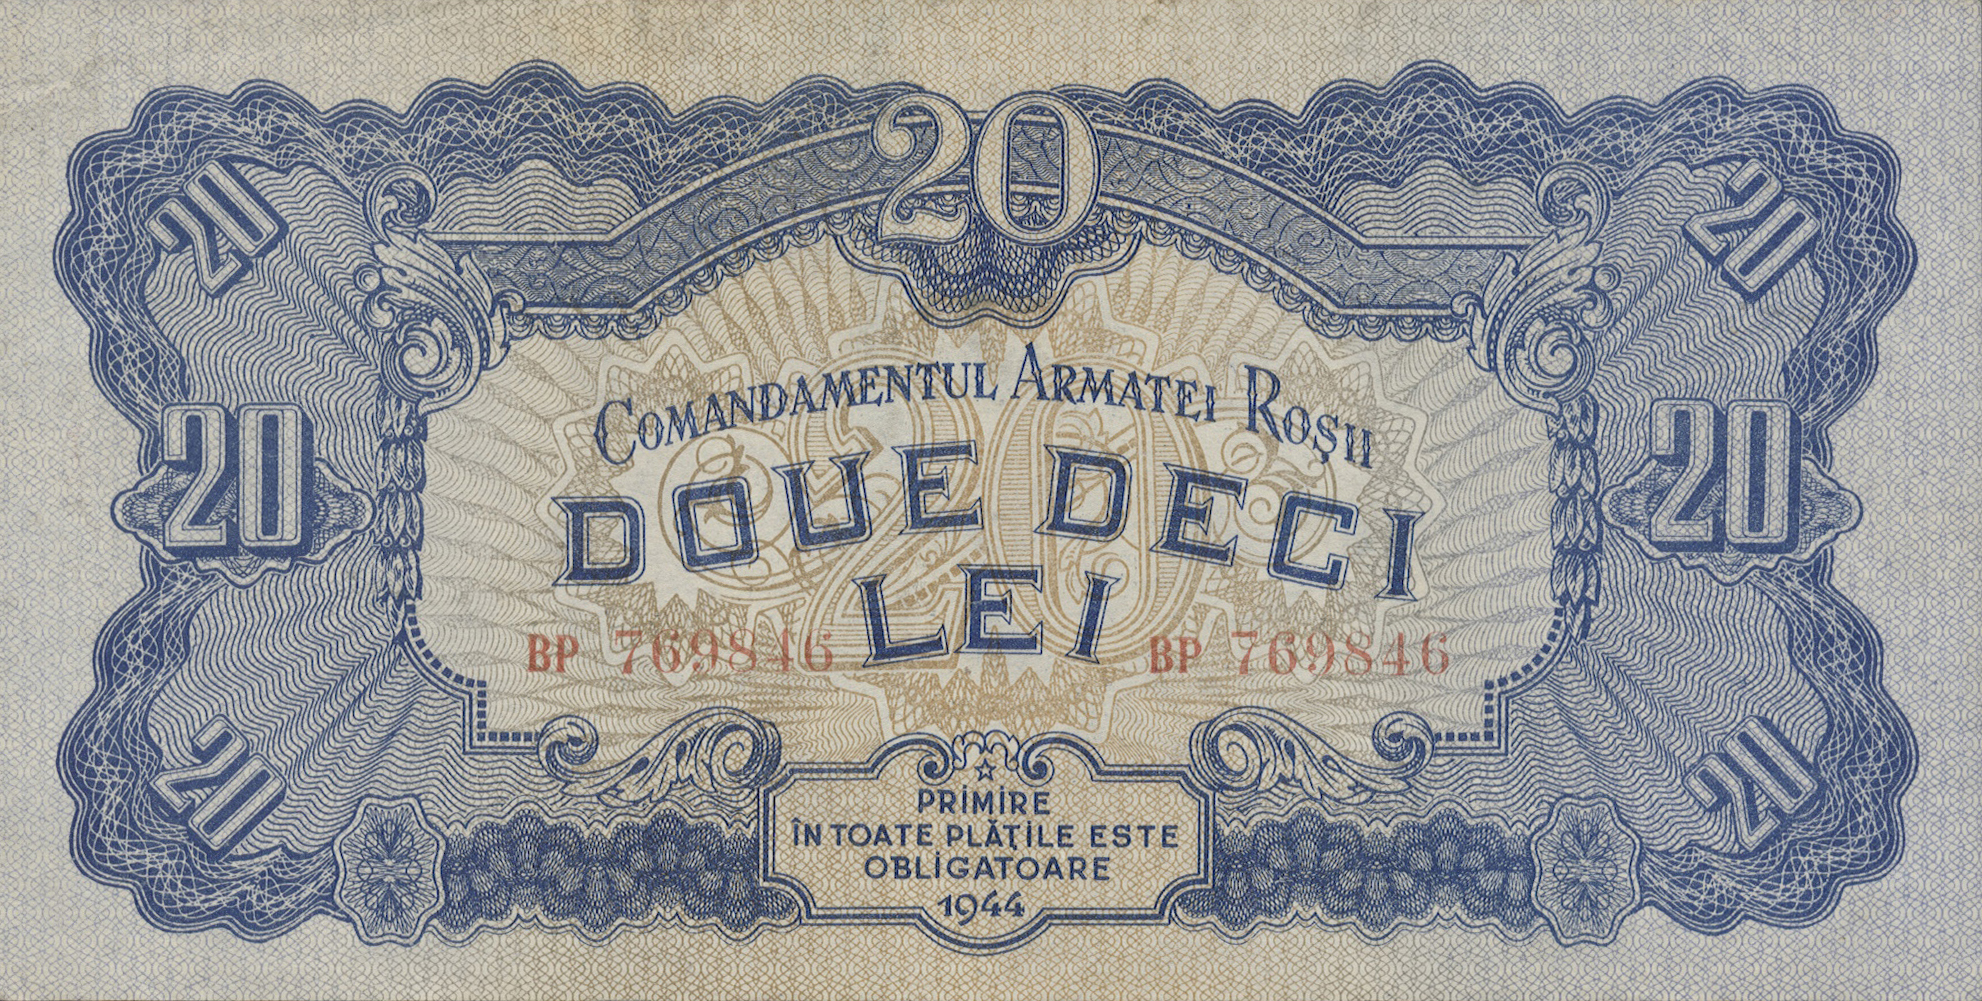 20
20 20
COMANDAMENTUL ARMATEI ROȘII
20 DOUE DECI 20
LEI
20
BP 769846 BP 769846
20 20
PRIMIRE
ÎN TOATE PLĂȚILE ESTE
OBLIGATOARE
1944